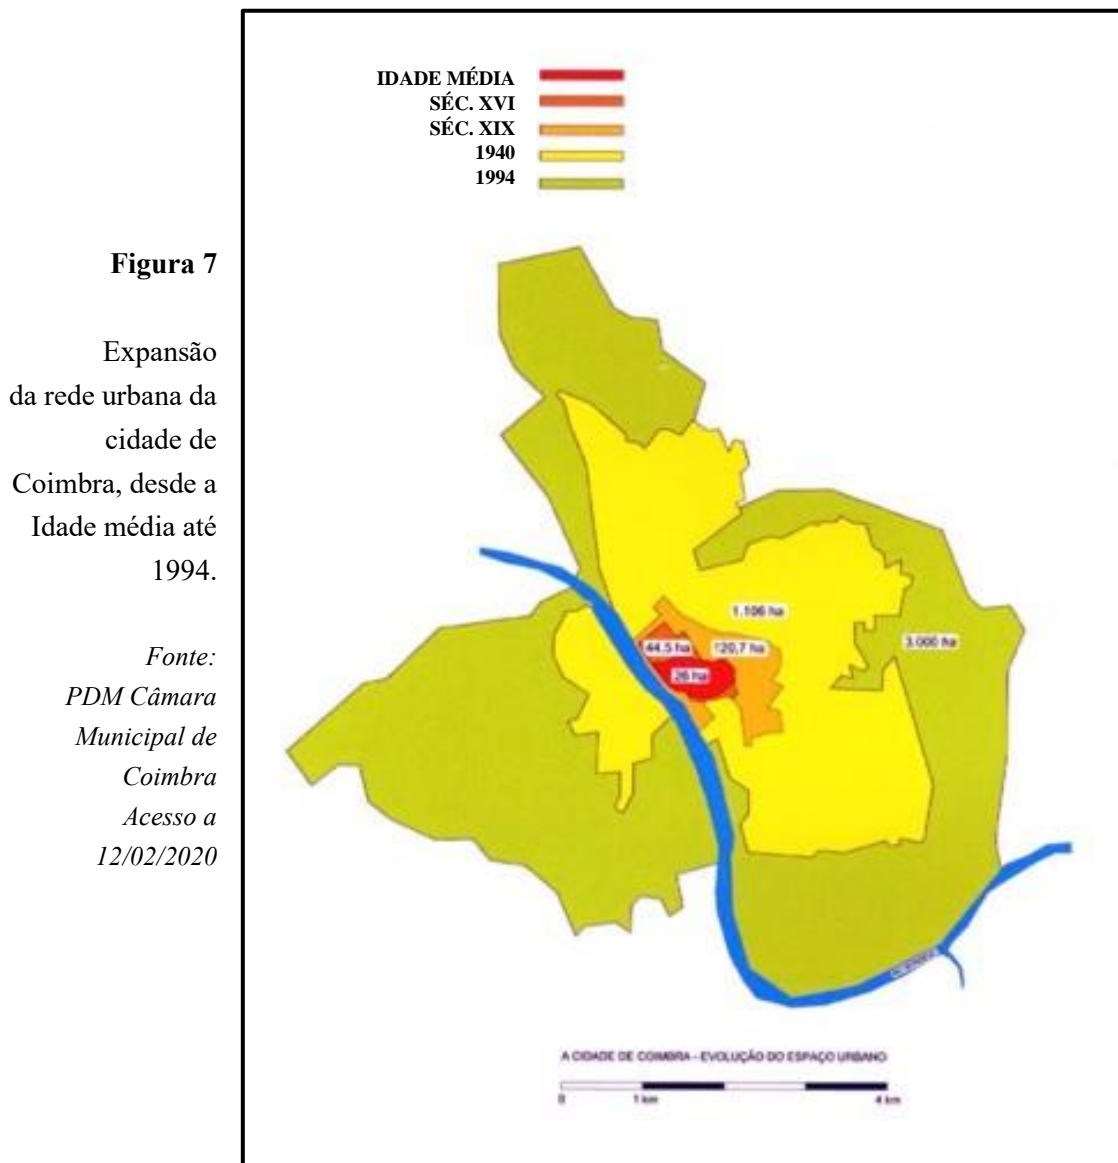 IDADE MÉDIA
SÉC. XVI
SÉC. XIX
1940
1994
Figura 7
Expansão
da rede urbana da
cidade de
Coimbra, desde a
Idade média até
1994.
Fonte:
PDM Câmara
Municipal de
Coimbra
Acesso a
12/02/2020
1.106 ha
44.5 ha
120,7 ha
3.000 ha
26 ha
A CIDADE DE COIMBRA - EVOLUÇÃO DO ESPAÇO URBANO
0
1 km
4 km